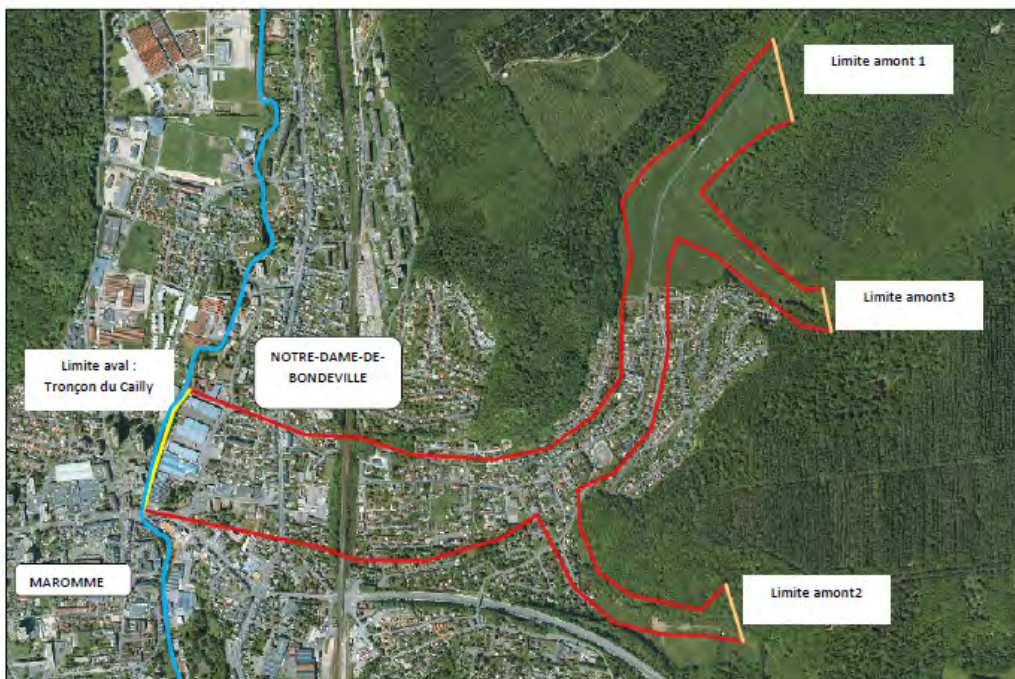 Limite amont 1
Limite amont3
Limite aval :
Tronçon du Cailly
NOTRE-DAME-DE-
BONDEVILLE
MAROMME
Limite amont2